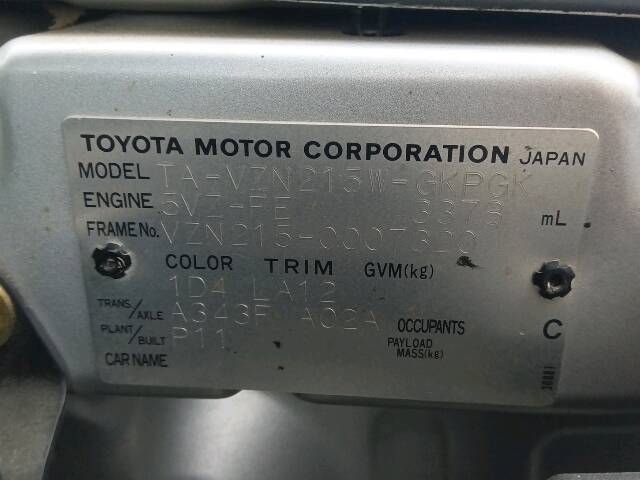 TOYOTA MOTOR CORPORATION JAPAN
MODEL TA-VZN215W-GKPGK
ENGINE 5VZ-FE 3378 mL
FRAME No. VZN215-0007320
COLOR TRIM GVM(kg)
1D4 LA12
TRANS/AXLE A343F A02A OCCUPANTS C
PLANT/BUILT P11 PAYLOAD MASS(kg)
CAR NAME